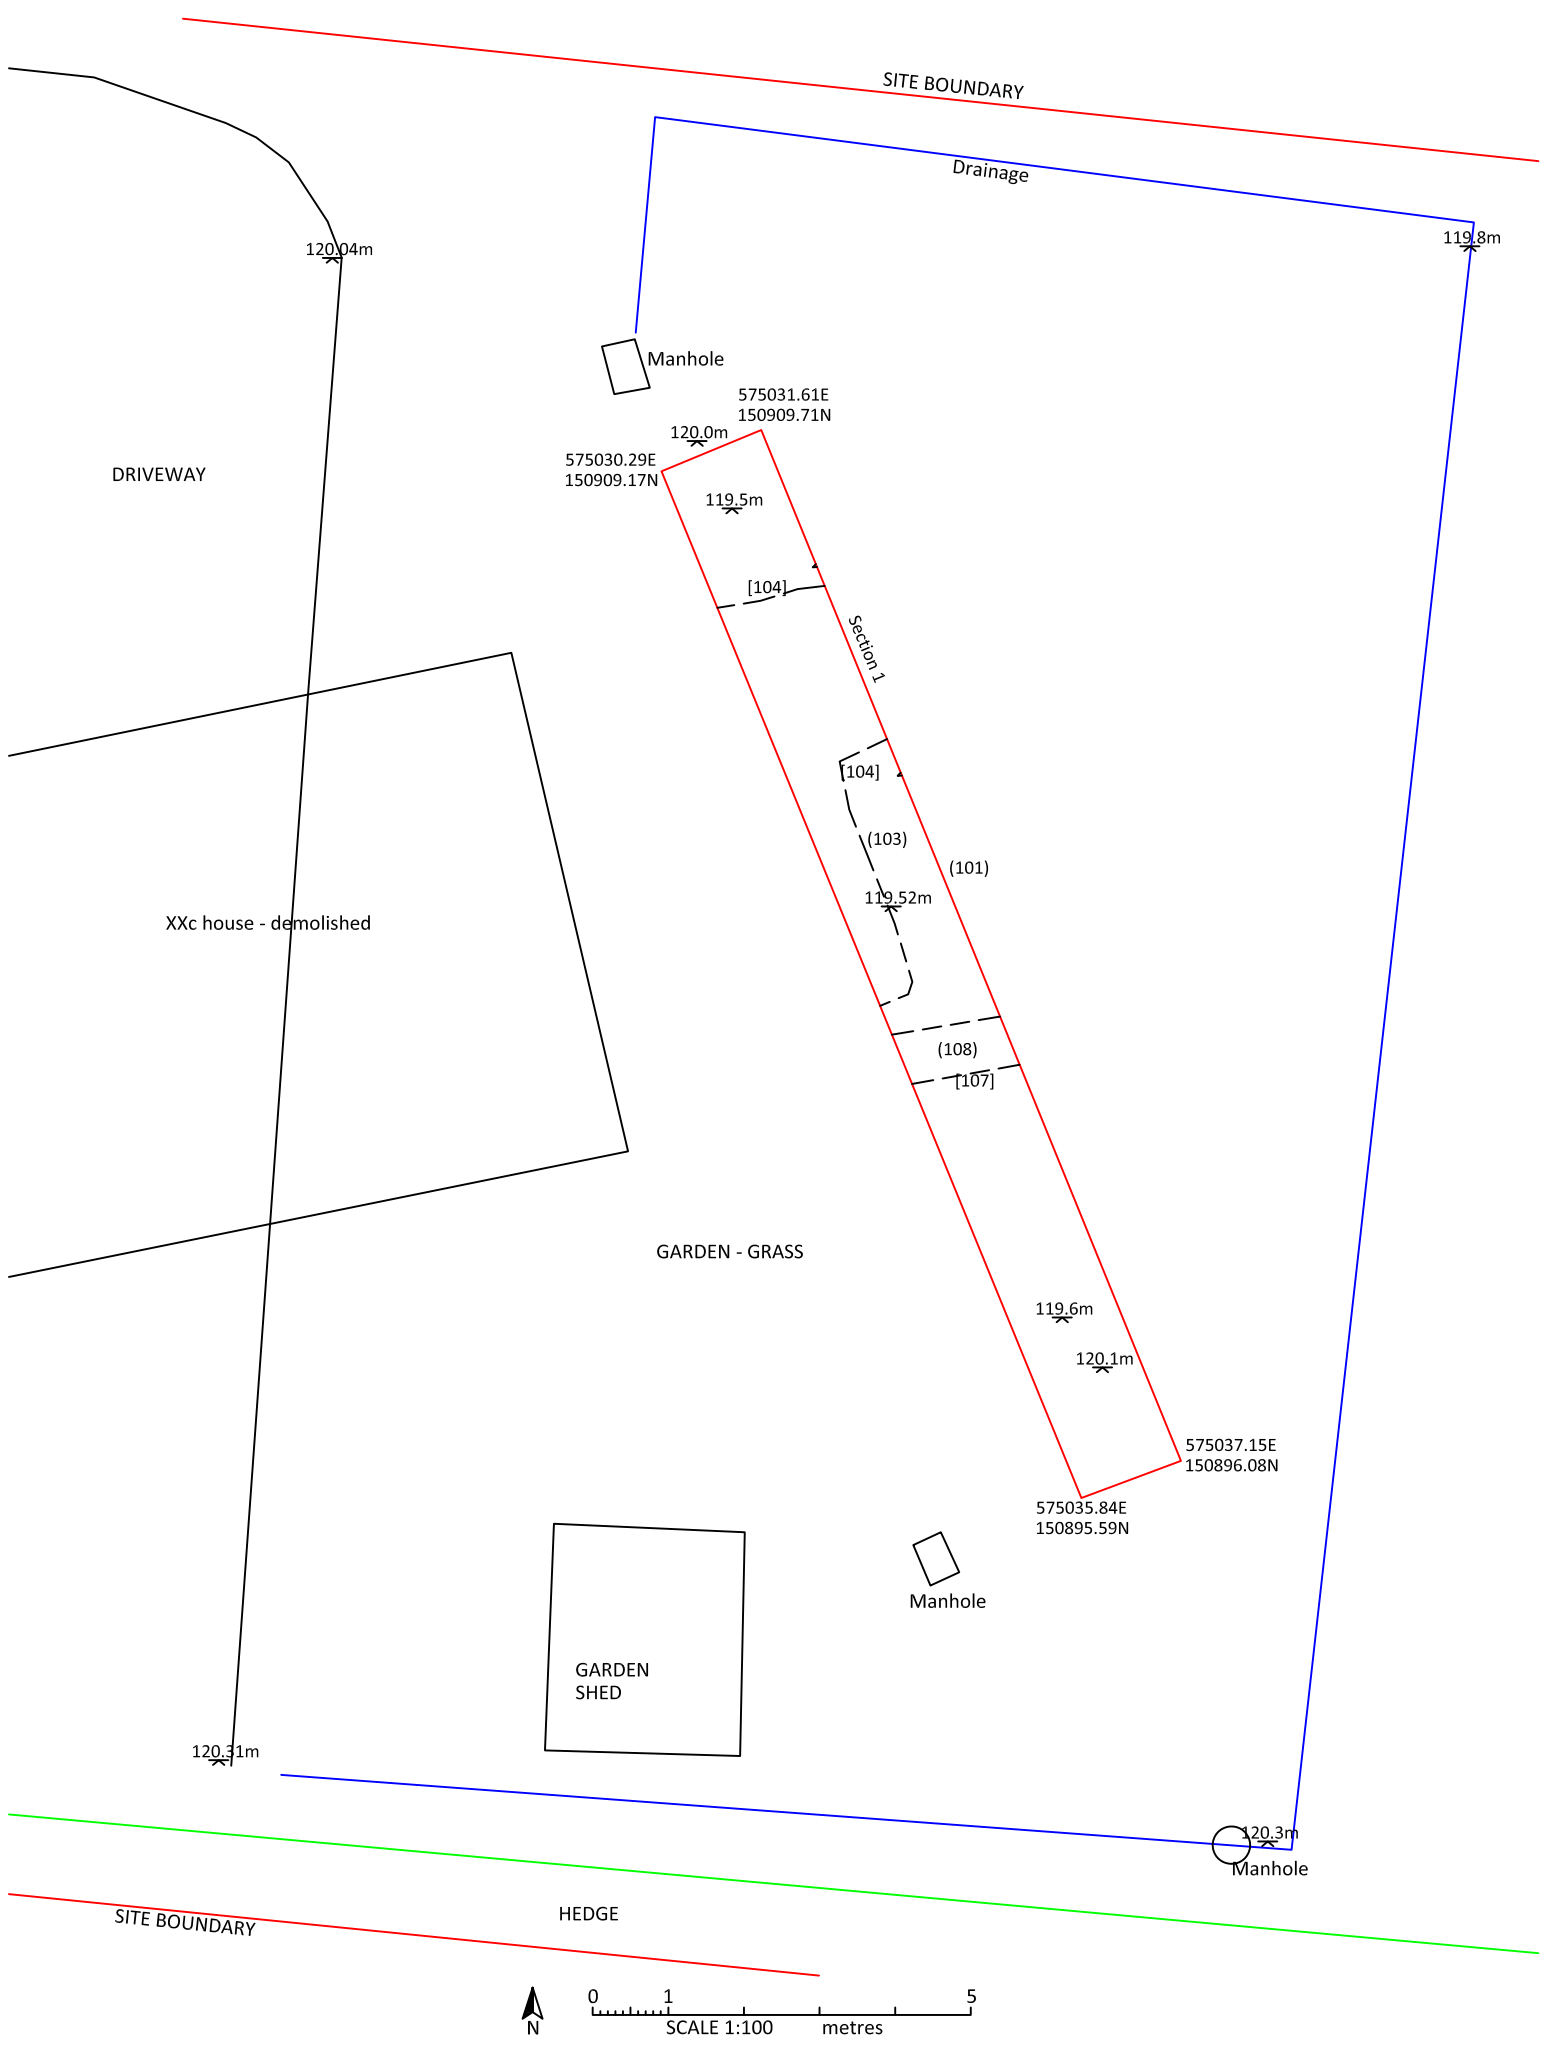 SITE BOUNDARY
Drainage
120.04m
119.8m
Manhole
575031.61E
150909.71N
120.0m
575030.29E
150909.17N
DRIVEWAY
119.5m
[104]
Section 1
[104]
(103)
(101)
119.52m
XXc house - demolished
(108)
[107]
GARDEN - GRASS
119.6m
120.1m
575037.15E
150896.08N
575035.84E
150895.59N
Manhole
GARDEN
SHED
120.31m
120.3m
Manhole
HEDGE
SITE BOUNDARY
0 1 5
N
SCALE 1:100 metres